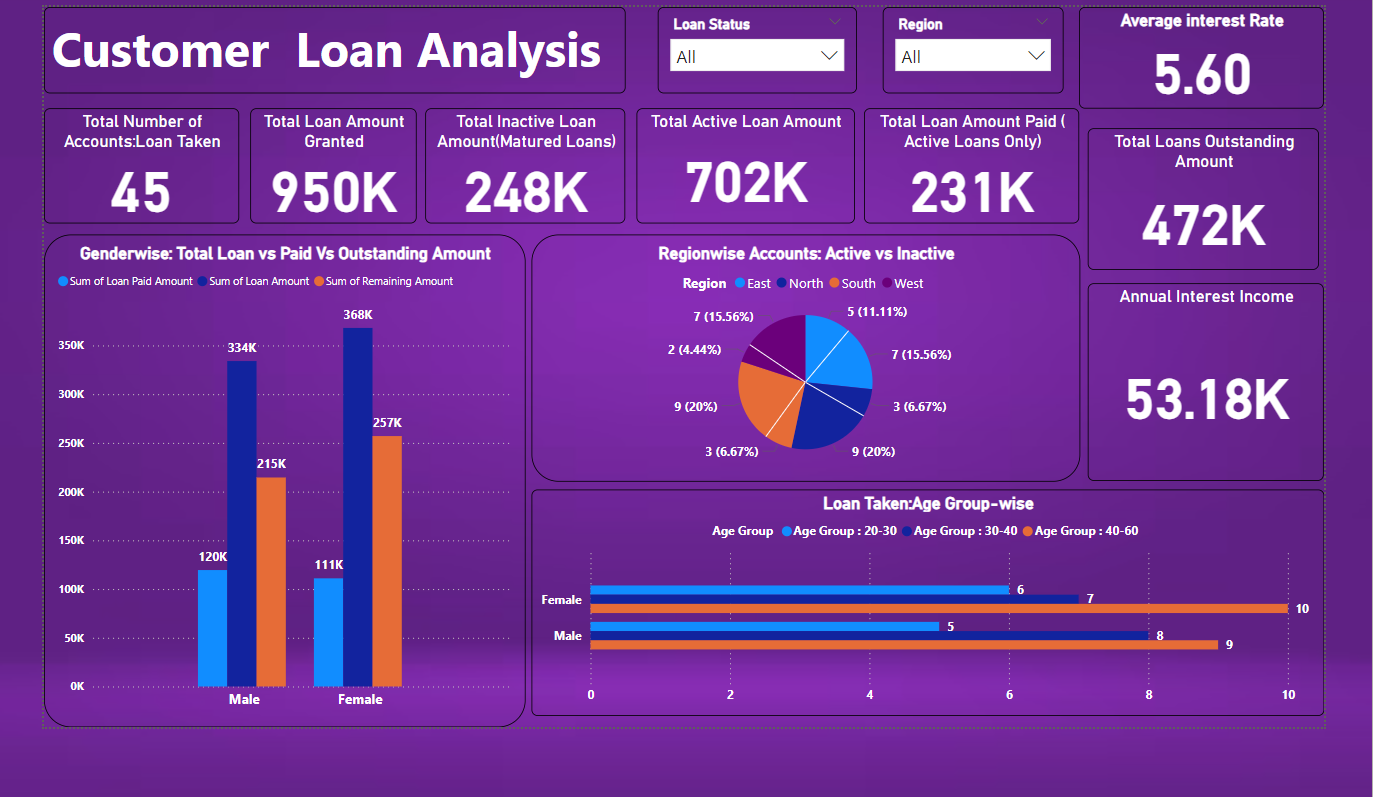 Customer Loan Analysis
Loan Status
All
Region
All
Average interest Rate
5.60
Total Number of
Accounts:Loan Taken
45
Total Loan Amount
Granted
950K
Total Inactive Loan
Amount(Matured Loans)
248K
Total Active Loan Amount
702K
Total Loan Amount Paid (
Active Loans Only)
231K
Total Loans Outstanding
Amount
472K
Annual Interest Income
53.18K
Genderwise: Total Loan vs Paid Vs Outstanding Amount
Sum of Loan Paid Amount Sum of Loan Amount Sum of Remaining Amount
368K
350K
334K
300K
257K
250K
215K
200K
150K
120K
111K
100K
50K
0K
Male Female
Regionwise Accounts: Active vs Inactive
Region East North South West
5 (11.11%)
7 (15.56%)
3 (6.67%)
9 (20%)
3 (6.67%)
9 (20%)
2 (4.44%)
7 (15.56%)
Loan Taken:Age Group-wise
Age Group Age Group : 20-30 Age Group : 30-40 Age Group : 40-60
Female
6
7
10
Male
5
8
9
0 2 4 6 8 10